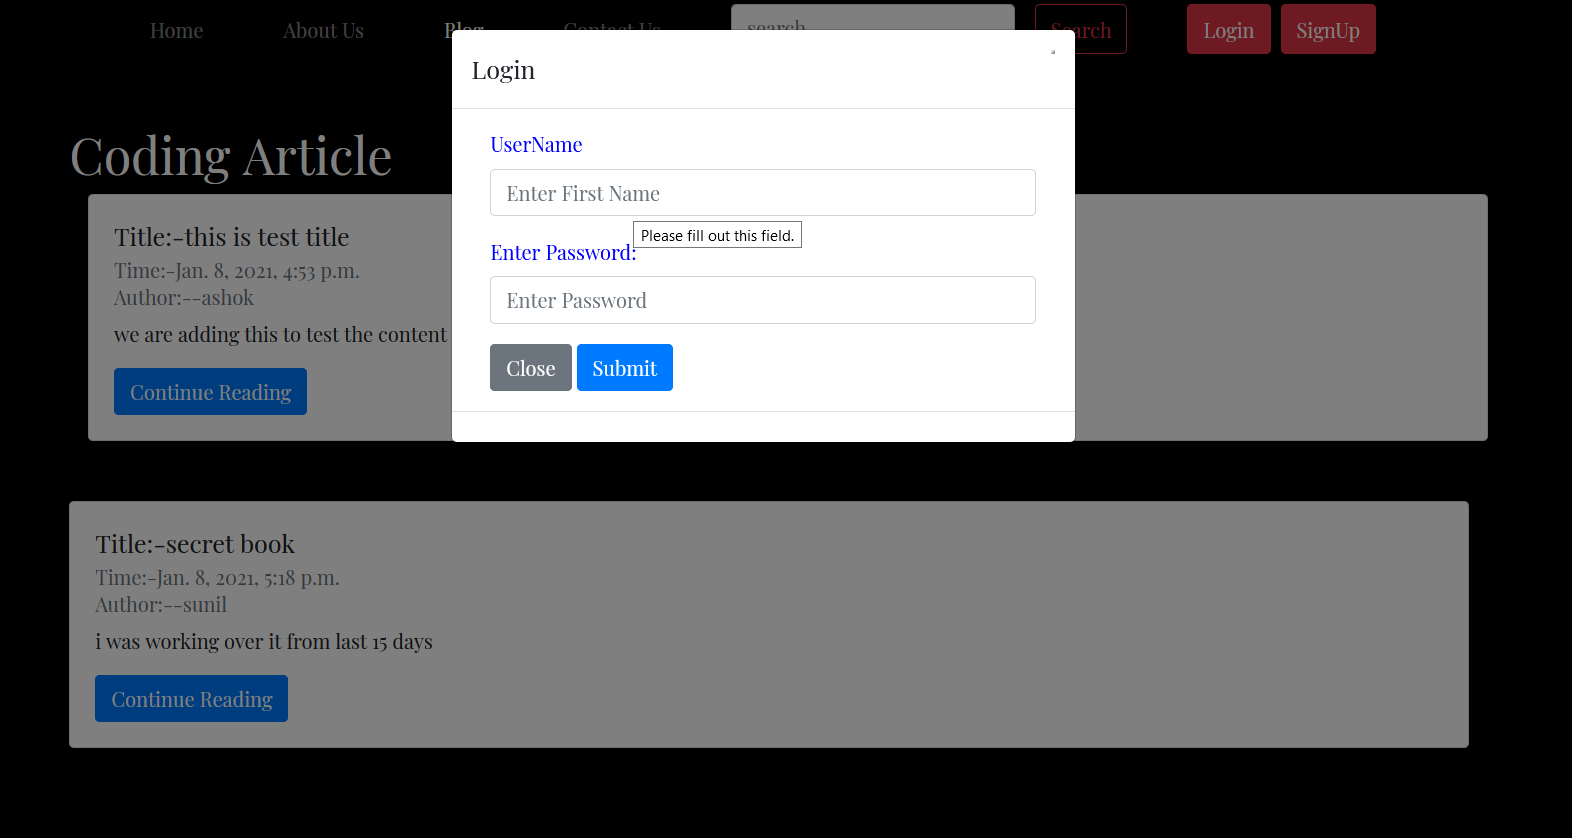 Home About Us Blog Contact Us search Search Login SignUp
Login
Coding Article
UserName
Enter First Name
Please fill out this field.
Enter Password:
Enter Password
Close Submit
Title:-this is test title
Time:-Jan. 8, 2021, 4:53 p.m.
Author:--ashok
we are adding this to test the content
Continue Reading
Title:-secret book
Time:-Jan. 8, 2021, 5:18 p.m.
Author:--sunil
i was working over it from last 15 days
Continue Reading